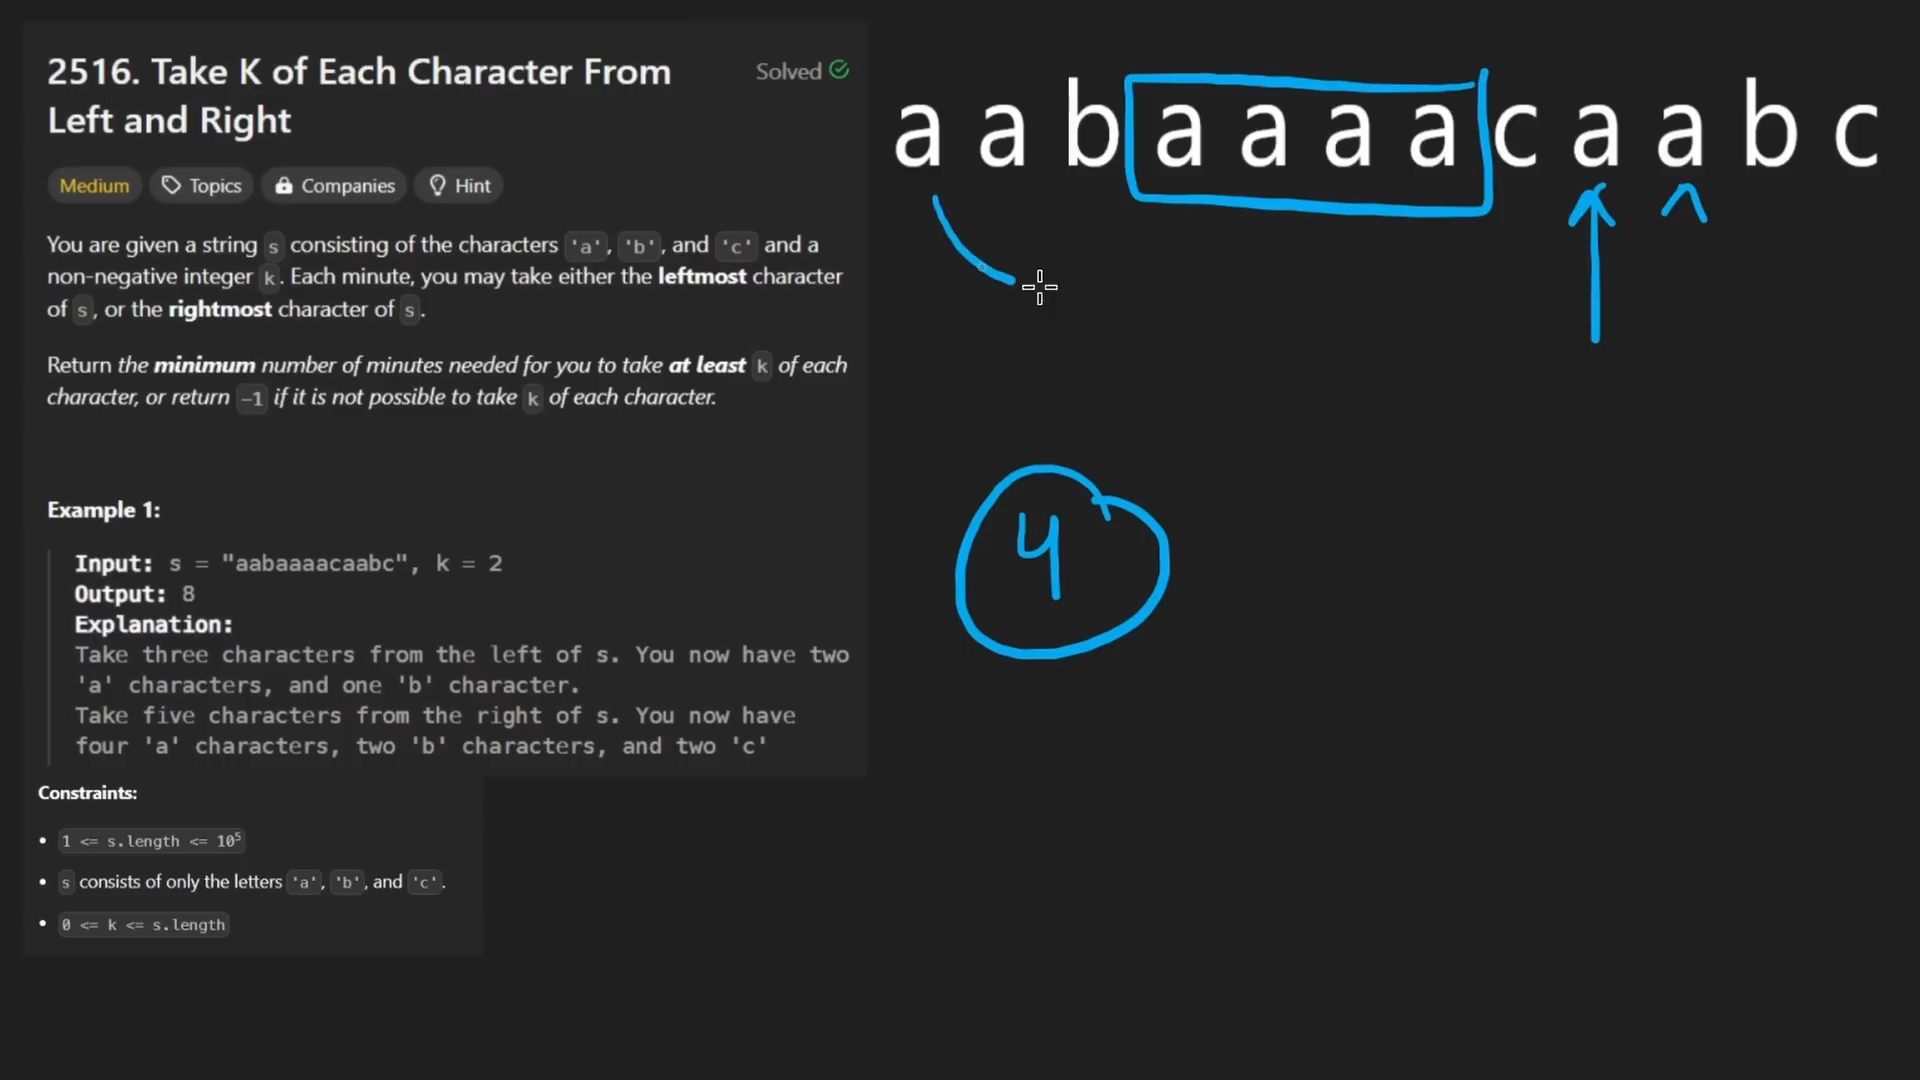 2516. Take K of Each Character From
Left and Right
Solved
Medium Topics Companies Hint
You are given a string s consisting of the characters 'a', 'b', and 'c' and a
non-negative integer k. Each minute, you may take either the leftmost character
of s, or the rightmost character of s.
Return the minimum number of minutes needed for you to take at least k of each
character, or return -1 if it is not possible to take k of each character.
Example 1:
Input: s = "aabaaaacaabc", k = 2
Output: 8
Explanation:
Take three characters from the left of s. You now have two
'a' characters, and one 'b' character.
Take five characters from the right of s. You now have
four 'a' characters, two 'b' characters, and two 'c'
Constraints:
• 1 <= s.length <= 10⁵
• s consists of only the letters 'a', 'b', and 'c'.
• 0 <= k <= s.length
a a b a a a a c a a b c
4